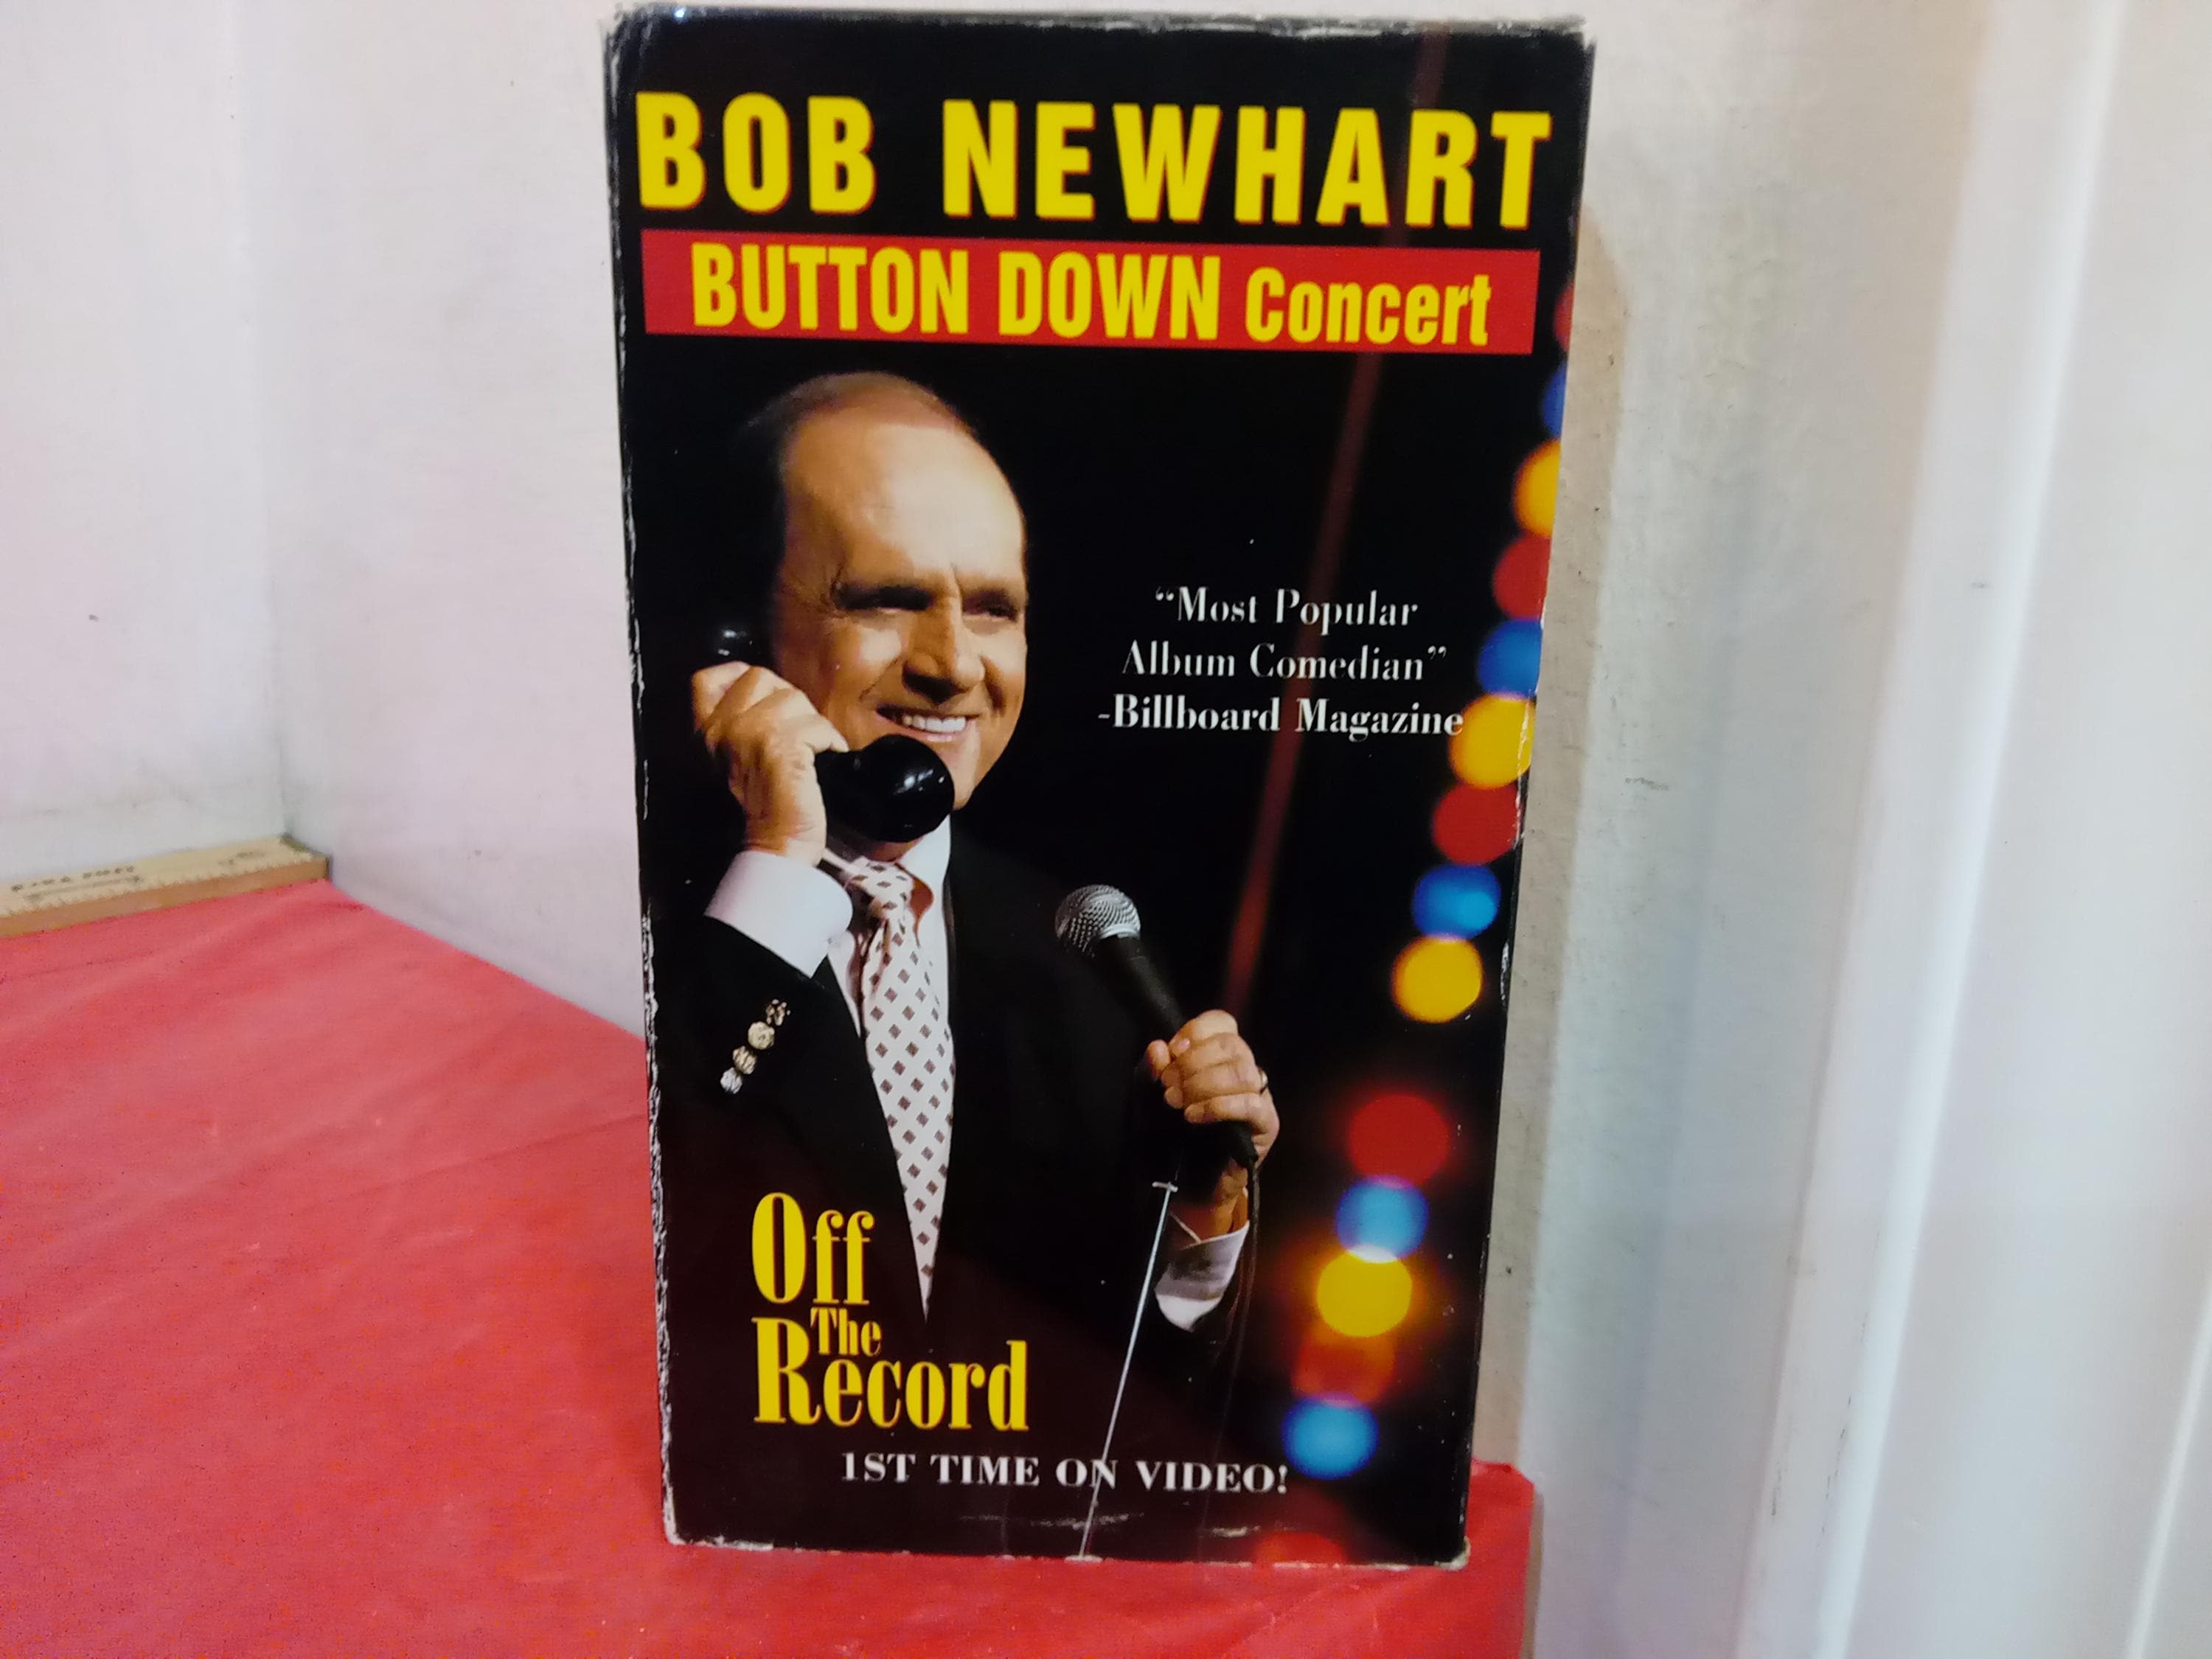 BOB NEWHART
BUTTON DOWN Concert
“Most Popular
Album Comedian”
-Billboard Magazine
Off
The
Record
1ST TIME ON VIDEO!